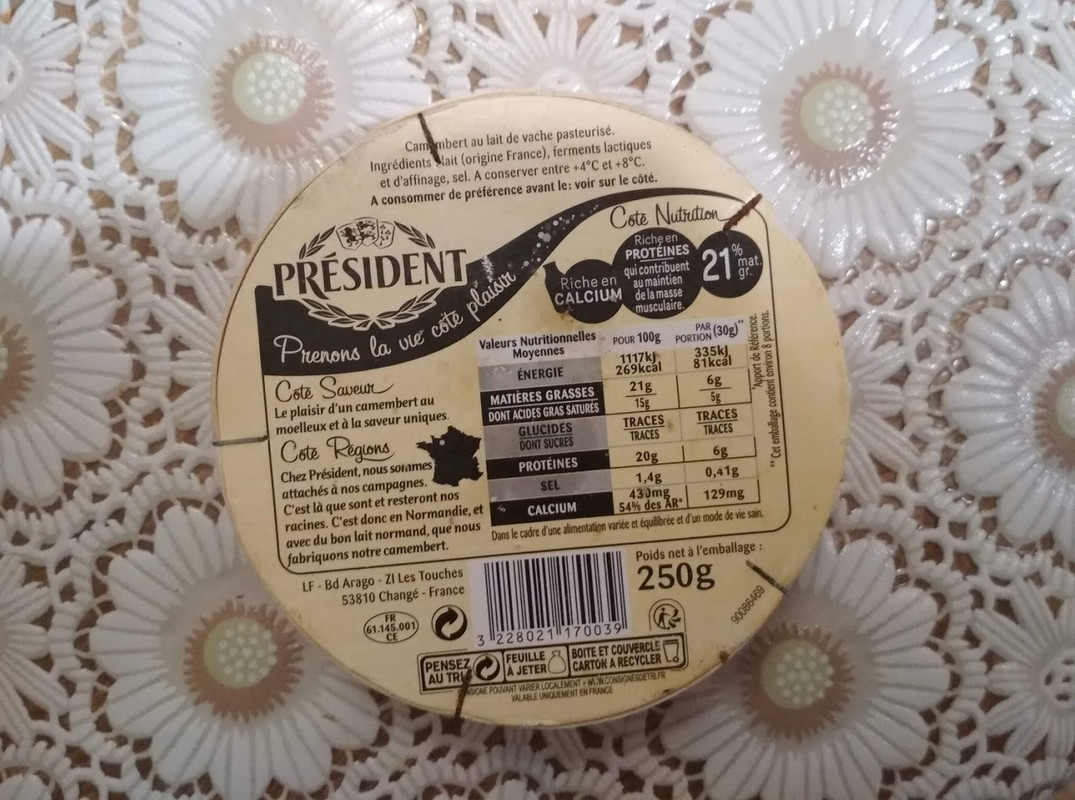 Camembert au lait de vache pasteurisé.
Ingrédients : lait (origine France), ferments lactiques
et d'affinage, sel. A conserver entre +4°C et +8°C.
A consommer de préférence avant le: voir sur le côté.
PRÉSIDENT
Prenons la vie côté plaisir
Côté Saveur
Le plaisir d'un camembert au
moelleux et à la saveur uniques.
Côté Régions
Chez Président, nous sommes
attachés à nos campagnes.
C'est là que sont et resteront nos
racines. C'est donc en Normandie, et
avec du bon lait normand, que nous
fabriquons notre camembert.
Côté Nutrition
Riche en
CALCIUM
Riche en
PROTÉINES
qui contribuent
au maintien
de la masse
musculaire.
21% mat. gr.
Valeurs Nutritionnelles Moyennes POUR 100g PAR PORTION (30g)**
ÉNERGIE 1117kj 269kcal 335kj 81kcal
MATIÈRES GRASSES 21g 6g
DONT ACIDES GRAS SATURÉS 15g 5g
GLUCIDES TRACES TRACES
DONT SUCRES TRACES TRACES
PROTÉINES 20g 6g
SEL 1,4g 0,41g
CALCIUM 430mg 54% des AR* 129mg
Dans le cadre d'une alimentation variée et équilibrée et d'un mode de vie sain.
*Apport de Référence.
** Cet emballage contient environ 8 portions.
LF - Bd Arago - ZI Les Touches
53810 Changé - France
FR
61.145.001
CE
3 228021 170039
Poids net à l'emballage :
250g
90086469
PENSEZ
AU TRI
FEUILLE
À JETER
BOITE ET COUVERCLE
CARTON A RECYCLER
CONSIGNE POUVANT VARIER LOCALEMENT > WWW.CONSIGNESDETRI.FR
VALABLE UNIQUEMENT EN FRANCE